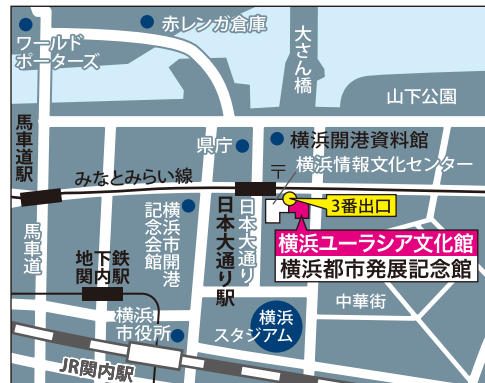 赤レンガ倉庫
ワールド
ポーターズ
大さん橋
山下公園
県庁
横浜開港資料館
〒
横浜情報文化センター
馬車道駅
みなとみらい線
3番出口
日本大通り駅
日本大通り
横浜ユーラシア文化館
横浜都市発展記念館
馬車道
横浜市開港
記念会館
地下鉄
関内駅
中華街
横浜
市役所
横浜
スタジアム
JR関内駅